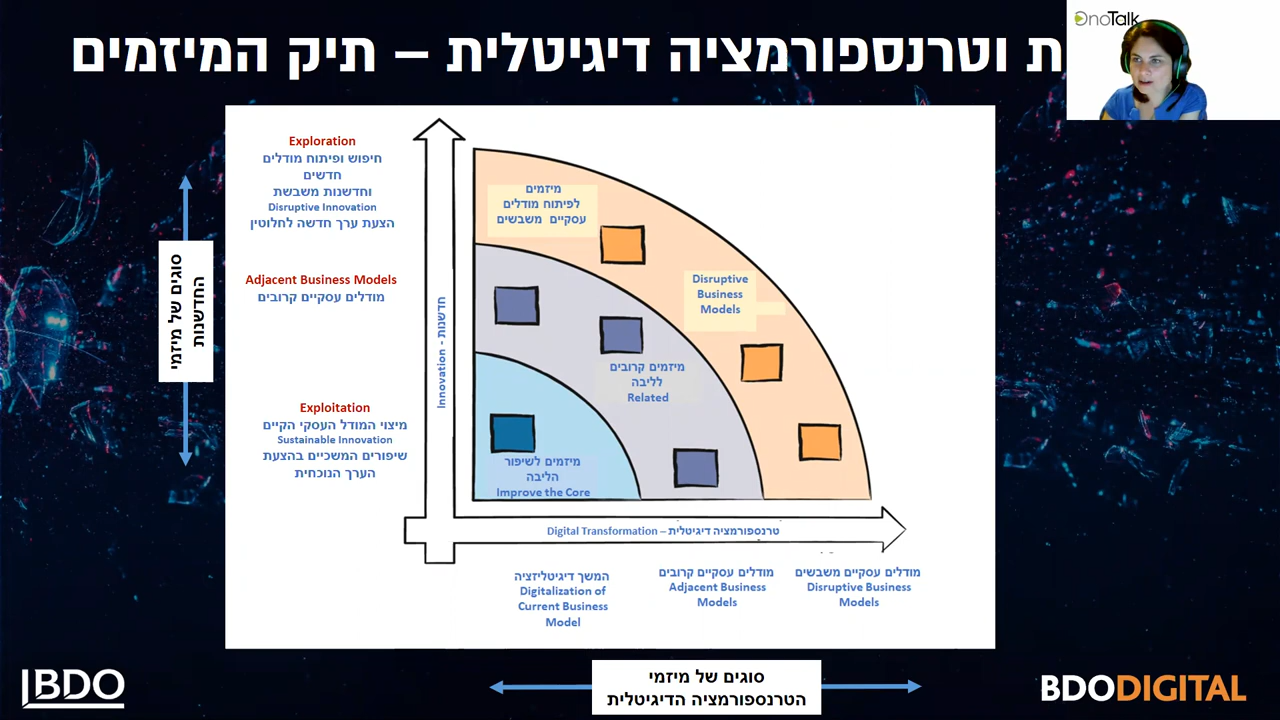 ת וטרנספורמציה דיגיטלית – תיק המיזמים
OnoTalk
Exploration
חיפוש ופיתוח מודלים
חדשים
וחדשנות משבשת
Disruptive Innovation
הצעת ערך חדשה לחלוטין
Adjacent Business Models
מודלים עסקיים קרובים
Exploitation
מיצוי המודל העסקי הקיים
Sustainable Innovation
שיפורים המשכיים בהצעת
הערך הנוכחית
סוגים של מיזמי
החדשנות
Innovation - חדשנות
מיזמים
לפיתוח מודלים
עסקיים משבשים
Disruptive
Business
Models
מיזמים קרובים
לליבה
Related
מיזמים לשיפור
הליבה
Improve the Core
Digital Transformation – טרנספורמציה דיגיטלית
המשך דיגיטליזציה
Digitalization of
Current Business
Model
מודלים עסקיים קרובים
Adjacent Business
Models
מודלים עסקיים משבשים
Disruptive Business
Models
סוגים של מיזמי
הטרנספורמציה הדיגיטלית
BDO
BDODIGITAL